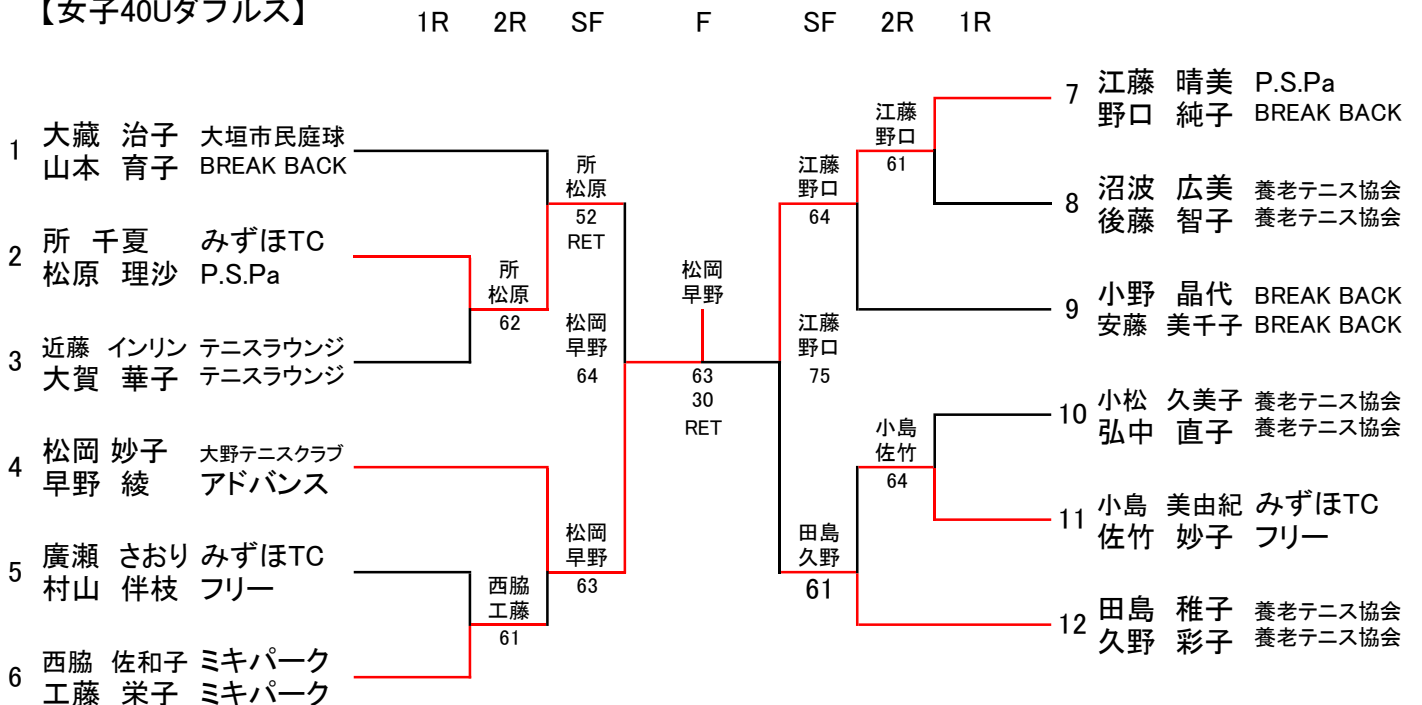 【女子40Uダブルス】
1R 2R SF F SF 2R 1R
1 大藏 治子 大垣市民庭球
山本 育子 BREAK BACK
2 所 千夏 みずほTC
松原 理沙 P.S.Pa
3 近藤 インリン テニスラウンジ
大賀 華子 テニスラウンジ
4 松岡 妙子 大野テニスクラブ
早野 綾 アドバンス
5 廣瀬 さおり みずほTC
村山 伴枝 フリー
6 西脇 佐和子 ミキパーク
工藤 栄子 ミキパーク
所
松原
62
西脇
工藤
61
所
松原
52
RET
松岡
早野
64
松岡
早野
63
松岡
早野
63
30
RET
江藤
野口
64
江藤
野口
75
田島
久野
61
江藤
野口
61
小島
佐竹
64
7 江藤 晴美 P.S.Pa
野口 純子 BREAK BACK
8 沼波 広美 養老テニス協会
後藤 智子 養老テニス協会
9 小野 晶代 BREAK BACK
安藤 美千子 BREAK BACK
10 小松 久美子 養老テニス協会
弘中 直子 養老テニス協会
11 小島 美由紀 みずほTC
佐竹 妙子 フリー
12 田島 稚子 養老テニス協会
久野 彩子 養老テニス協会